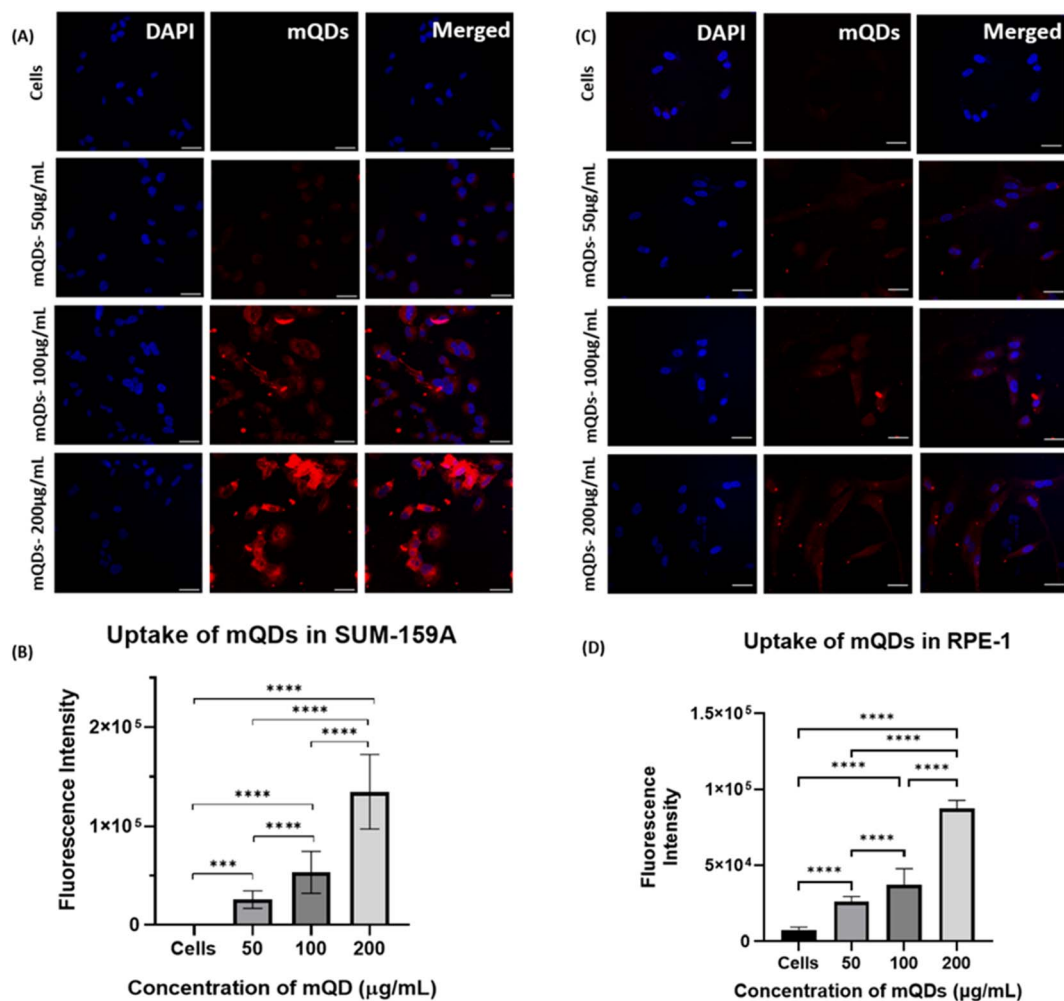 (A)
DAPI mQDs Merged
Cells
mQDs- 50µg/mL
mQDs- 100µg/mL
mQDs- 200µg/mL
(C)
DAPI mQDs Merged
Cells
mQDs- 50µg/mL
mQDs- 100µg/mL
mQDs- 200µg/mL
Uptake of mQDs in SUM-159A
(B)
Fluorescence Intensity
2×10⁵
1×10⁵
0
****
****
****
****
****
***
Cells 50 100 200
Concentration of mQD (µg/mL)
Uptake of mQDs in RPE-1
(D)
Fluorescence
Intensity
1.5×10⁵
1×10⁵
5×10⁴
0
****
****
****
****
****
****
Cells 50 100 200
Concentration of mQDs (µg/mL)